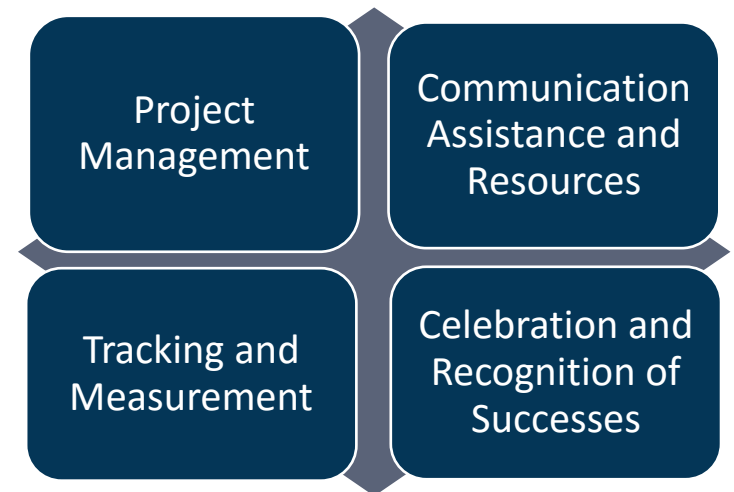 Project
Management
Communication
Assistance and
Resources
Tracking and
Measurement
Celebration and
Recognition of
Successes